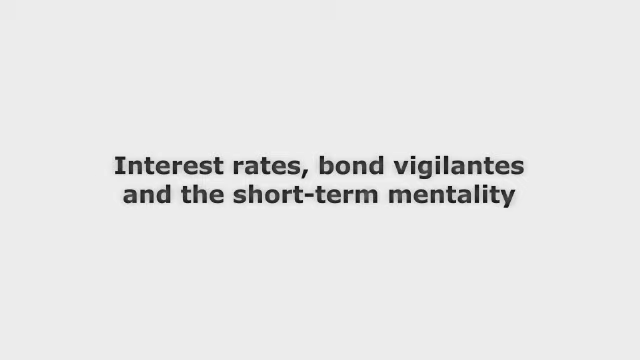 Interest rates, bond vigilantes
and the short-term mentality